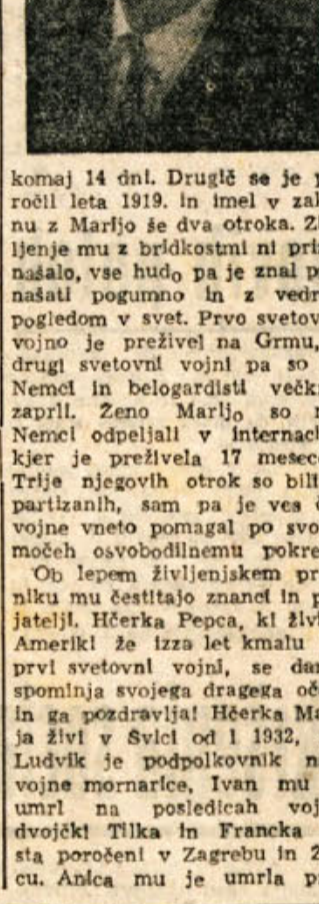 komaj 14 dni. Drugič se je p
ročil leta 1919. in imel v zak
nu z Marijo še dva otroka. Ž
ljenje mu z bridkostmi ni pri
našalo, vse hudo pa je znal p
našati pogumno in z vedr
pogledom v svet. Prvo svetov
vojno je preživel na Grmu,
drugi svetovni vojni pa so
Nemci in belogardisti večk
zaprli. Ženo Marijo so
Nemci odpeljali v internaci
kjer je preživela 17 mesec
Trije njegovih otrok so bili
partizanih, sam pa je ves
vojne vneto pomagal po svo
močeh osvobodilnemu pokre
Ob lepem življenjskem pr
niku mu čestitajo znanci in p
jatelji. Hčerka Pepca, ki živi
Ameriki že izza let kmalu
prvi svetovni vojni, se da
spominja svojega dragega oč
in ga pozdravlja! Hčerka Ma
ja živi v Švici od l 1932,
Ludvik je podpolkovnik n
vojne mornarice, Ivan mu
umrl na posledicah voj
dvojčki Tilka in Francka
sta poročeni v Zagrebu in Ž
cu. Anica mu je umrla p